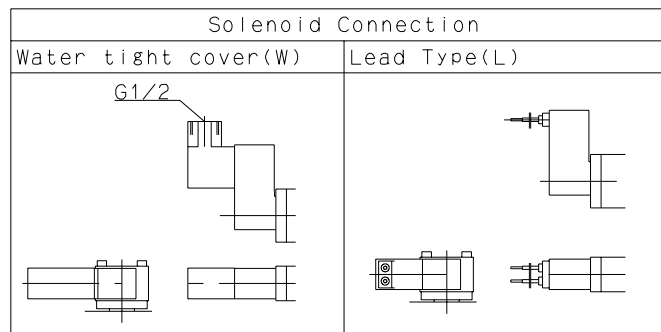 Solenoid Connection
Water tight cover(W)
Lead Type(L)
G1/2